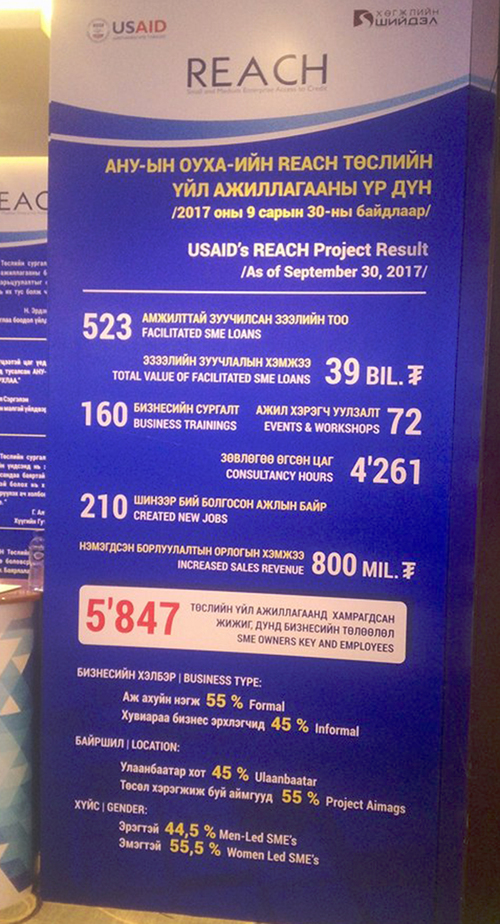 USAID
ХӨГЖЛИЙН
ШИЙДЭЛ
REACH
Small and Medium Enterprise Access to Credit
АНУ-ЫН ОУХА-ИЙН REACH ТӨСЛИЙН
ҮЙЛ АЖИЛЛАГААНЫ ҮР ДҮН
/2017 оны 9 сарын 30-ны байдлаар/
USAID's REACH Project Result
/As of September 30, 2017/
523 АМЖИЛТТАЙ ЗУУЧИЛСАН ЗЭЭЛИЙН ТОО
FACILITATED SME LOANS
ЗЭЭЭЛИЙН ЗУУЧЛАЛЫН ХЭМЖЭЭ
TOTAL VALUE OF FACILITATED SME LOANS 39 BIL.₮
160 БИЗНЕСИЙН СУРГАЛТ
BUSINESS TRAININGS
АЖИЛ ХЭРЭГЧ УУЛЗАЛТ
EVENTS & WORKSHOPS 72
ЗӨВЛӨГӨӨ ӨГСӨН ЦАГ
CONSULTANCY HOURS 4'261
210 ШИНЭЭР БИЙ БОЛГОСОН АЖЛЫН БАЙР
CREATED NEW JOBS
НЭМЭГДСЭН БОРЛУУЛАЛТЫН ОРЛОГЫН ХЭМЖЭЭ
INCREASED SALES REVENUE 800 MIL.₮
5'847 ТӨСЛИЙН ҮЙЛ АЖИЛЛАГААНД ХАМРАГДСАН
ЖИЖИГ, ДУНД БИЗНЕСИЙН ТӨЛӨӨЛӨЛ
SME OWNERS KEY AND EMPLOYEES
БИЗНЕСИЙН ХЭЛБЭР | BUSINESS TYPE:
Аж ахуйн нэгж 55 % Formal
Хувиараа бизнес эрхлэгчид 45 % Informal
БАЙРШИЛ | LOCATION:
Улаанбаатар хот 45 % Ulaanbaatar
Төсөл хэрэгжиж буй аймгууд 55 % Project Aimags
ХҮЙС | GENDER:
Эрэгтэй 44,5 % Men-Led SME's
Эмэгтэй 55,5 % Women Led SME's